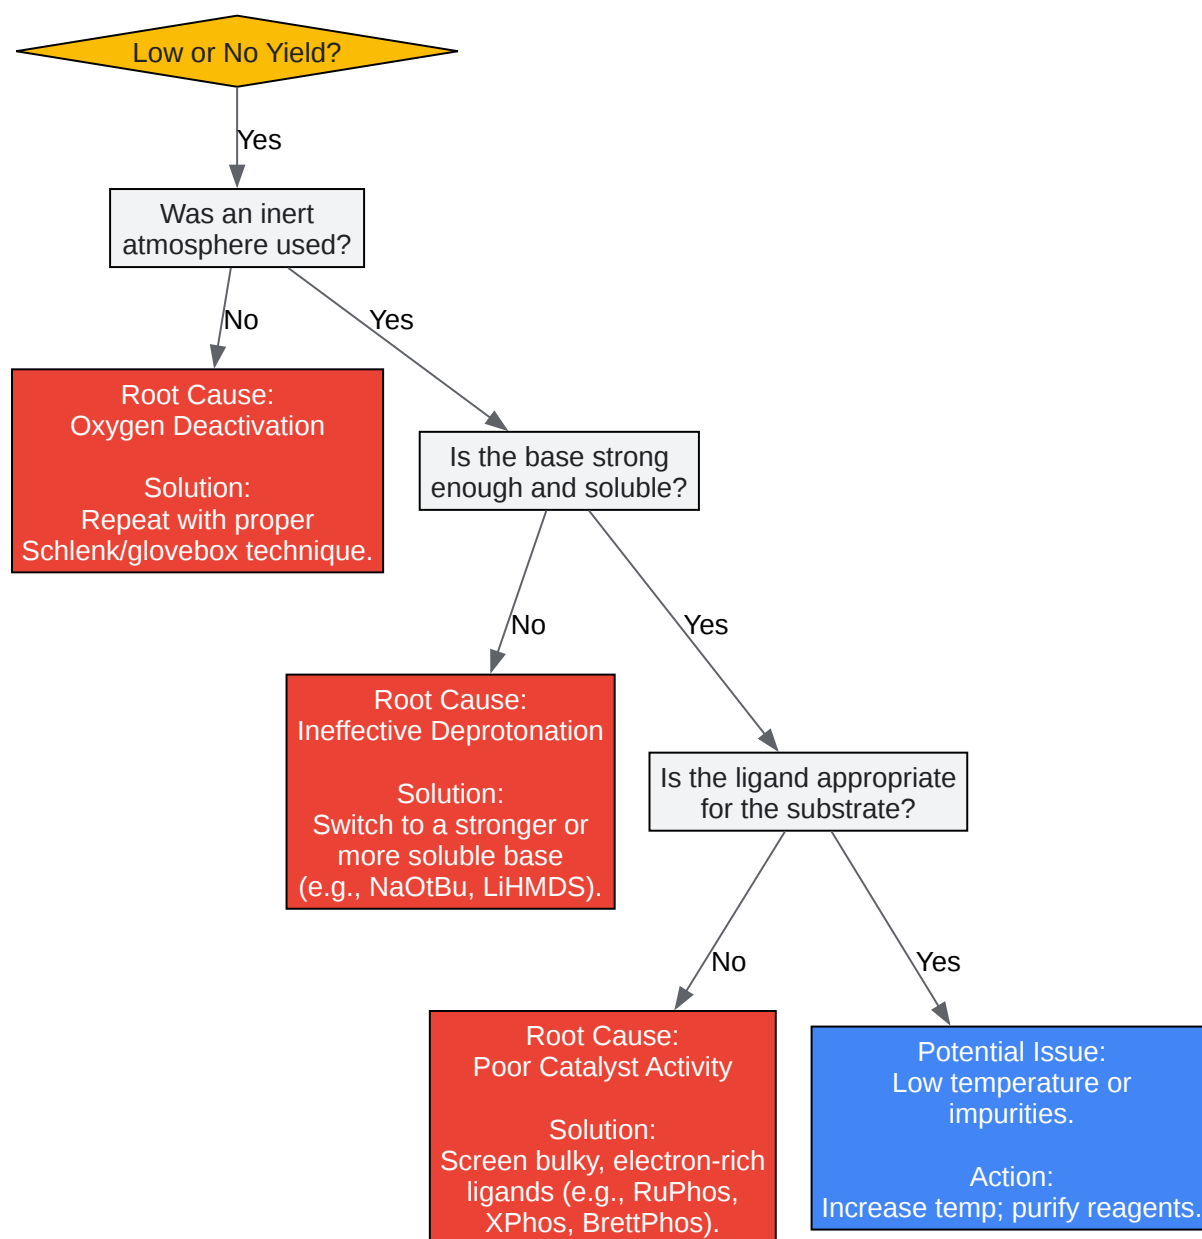 Low or No Yield?
Yes
Was an inert
atmosphere used?
No
Yes
Root Cause:
Oxygen Deactivation
Solution:
Repeat with proper
Schlenk/glovebox technique.
Is the base strong
enough and soluble?
No
Yes
Root Cause:
Ineffective Deprotonation
Solution:
Switch to a stronger or
more soluble base
(e.g., NaOtBu, LiHMDS).
Is the ligand appropriate
for the substrate?
No
Yes
Root Cause:
Poor Catalyst Activity
Solution:
Screen bulky, electron-rich
ligands (e.g., RuPhos,
XPhos, BrettPhos).
Potential Issue:
Low temperature or
impurities.
Action:
Increase temp; purify reagents.